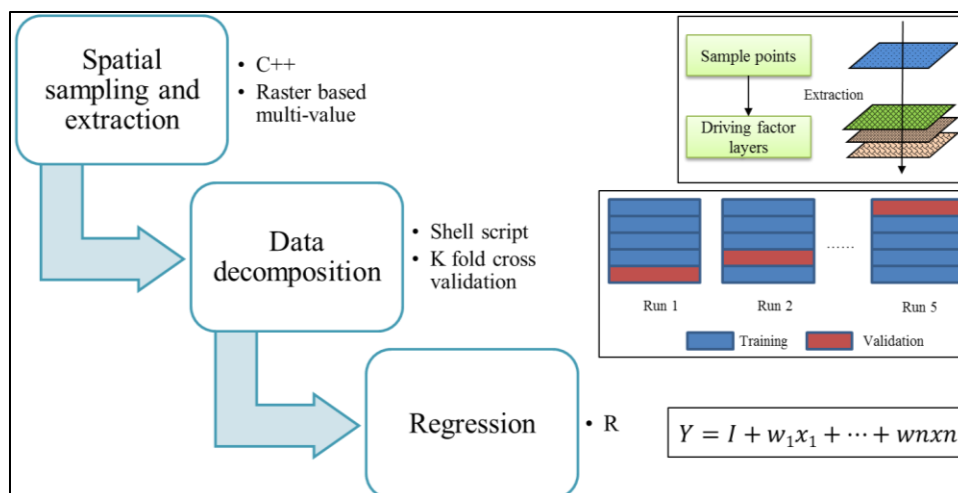 Spatial
sampling and
extraction
• C++
• Raster based
multi-value
Sample points
Extraction
Driving factor
layers
Data
decomposition
• Shell script
• K fold cross
validation
Run 1
Run 2
......
Run 5
Training
Validation
Regression
• R
Y = I + w₁x₁ + ⋯ + wnxn